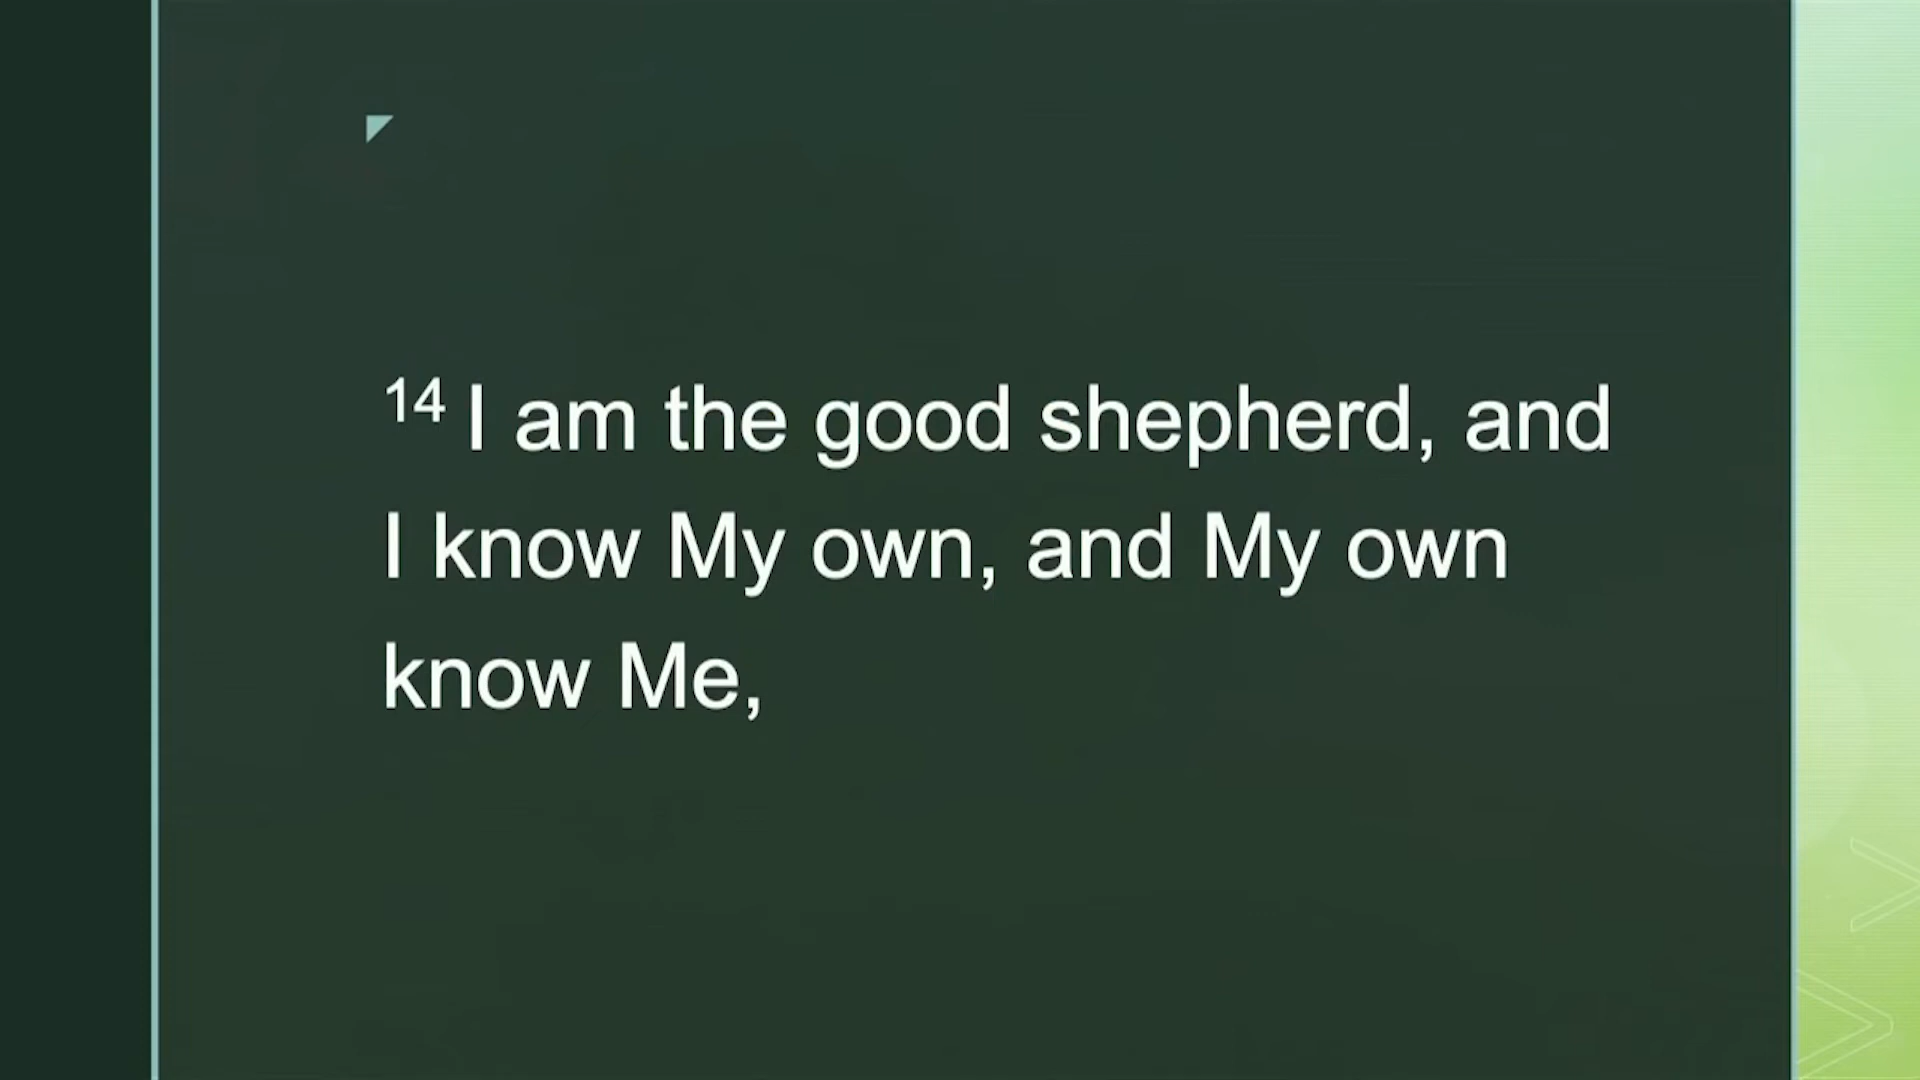 14 I am the good shepherd, and
I know My own, and My own
know Me,